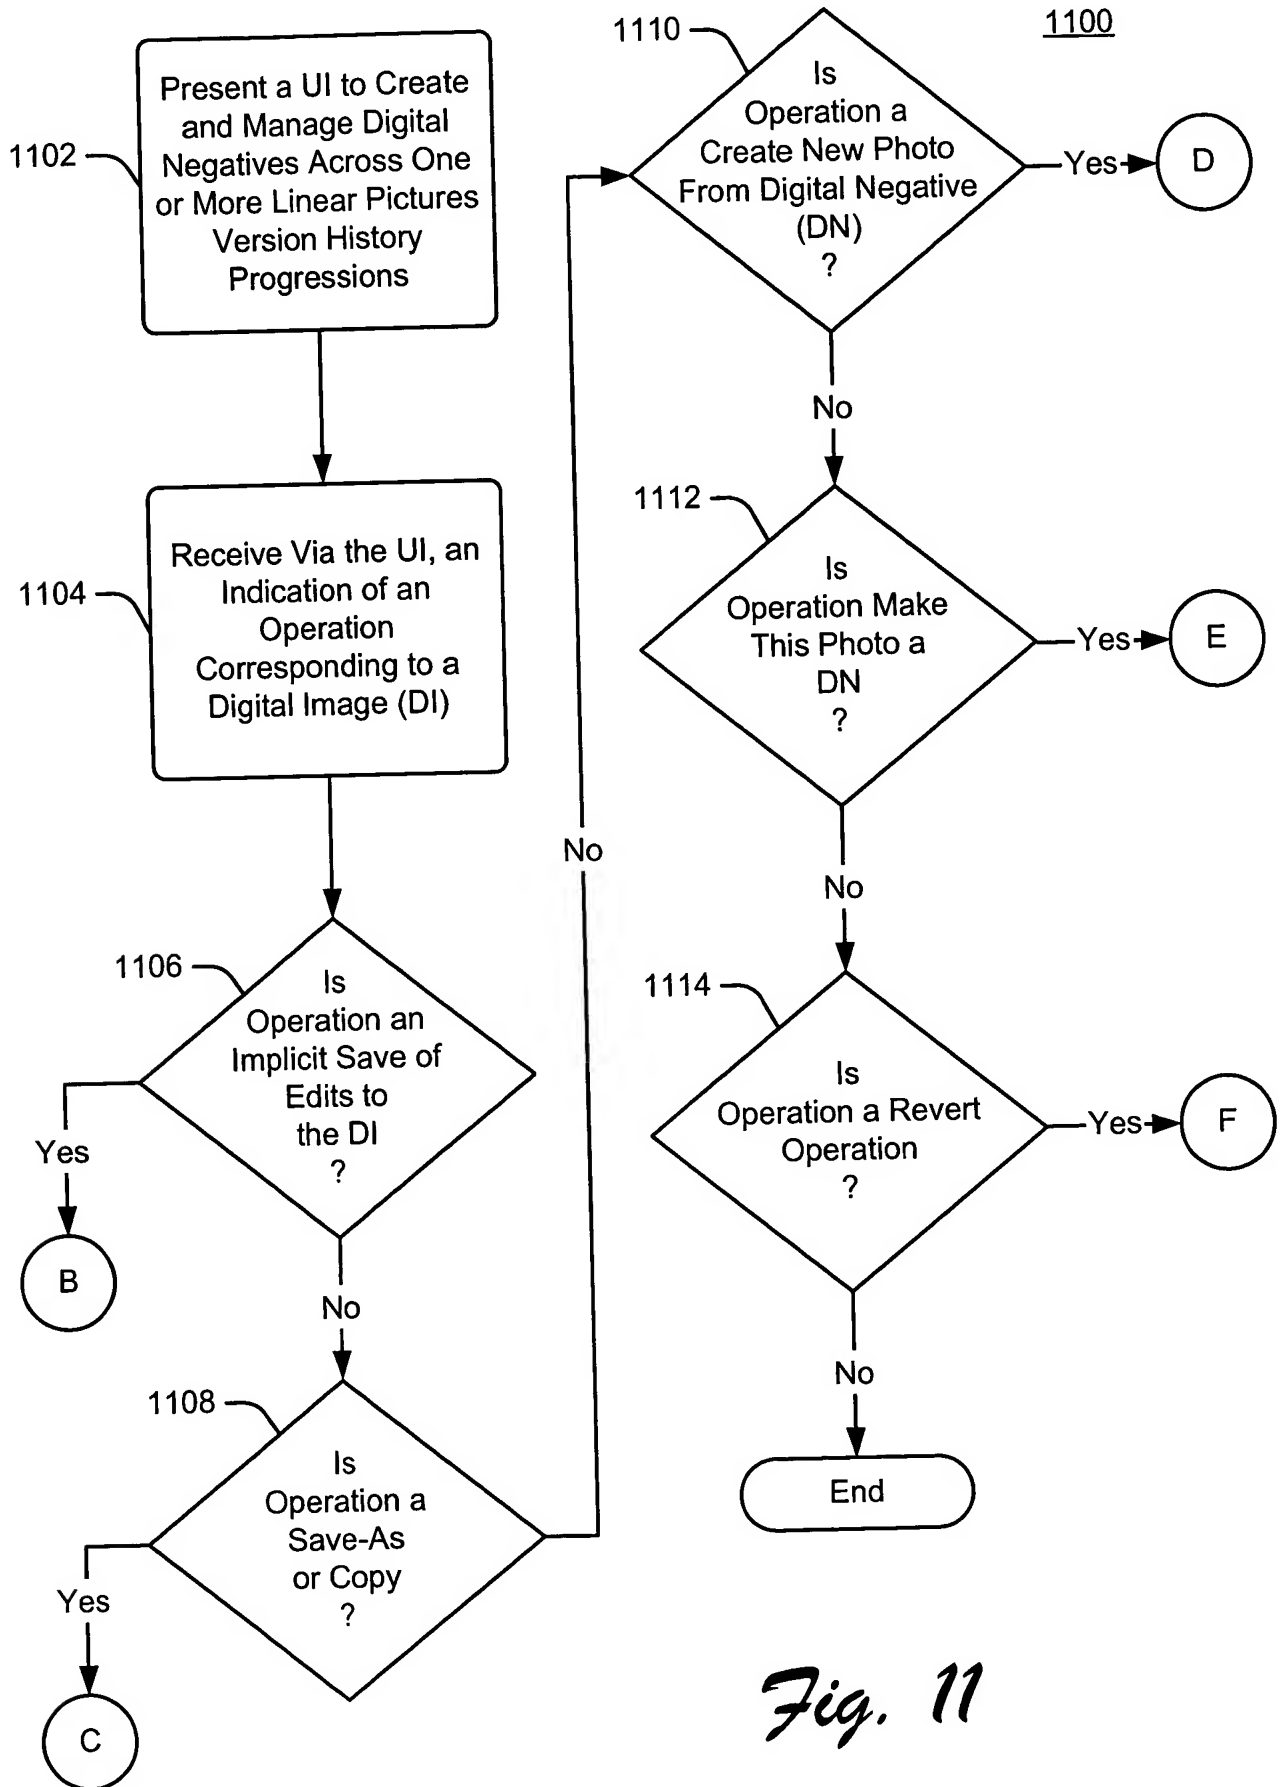 1100
1102
Present a UI to Create
and Manage Digital
Negatives Across One
or More Linear Pictures
Version History
Progressions
1104
Receive Via the UI, an
Indication of an
Operation
Corresponding to a
Digital Image (DI)
1106
Is
Operation an
Implicit Save of
Edits to
the DI
?
Yes
B
No
1108
Is
Operation a
Save-As
or Copy
?
Yes
C
No
1110
Is
Operation a
Create New Photo
From Digital Negative
(DN)
?
Yes
D
No
1112
Is
Operation Make
This Photo a
DN
?
Yes
E
No
1114
Is
Operation a Revert
Operation
?
Yes
F
No
End
Fig. 11